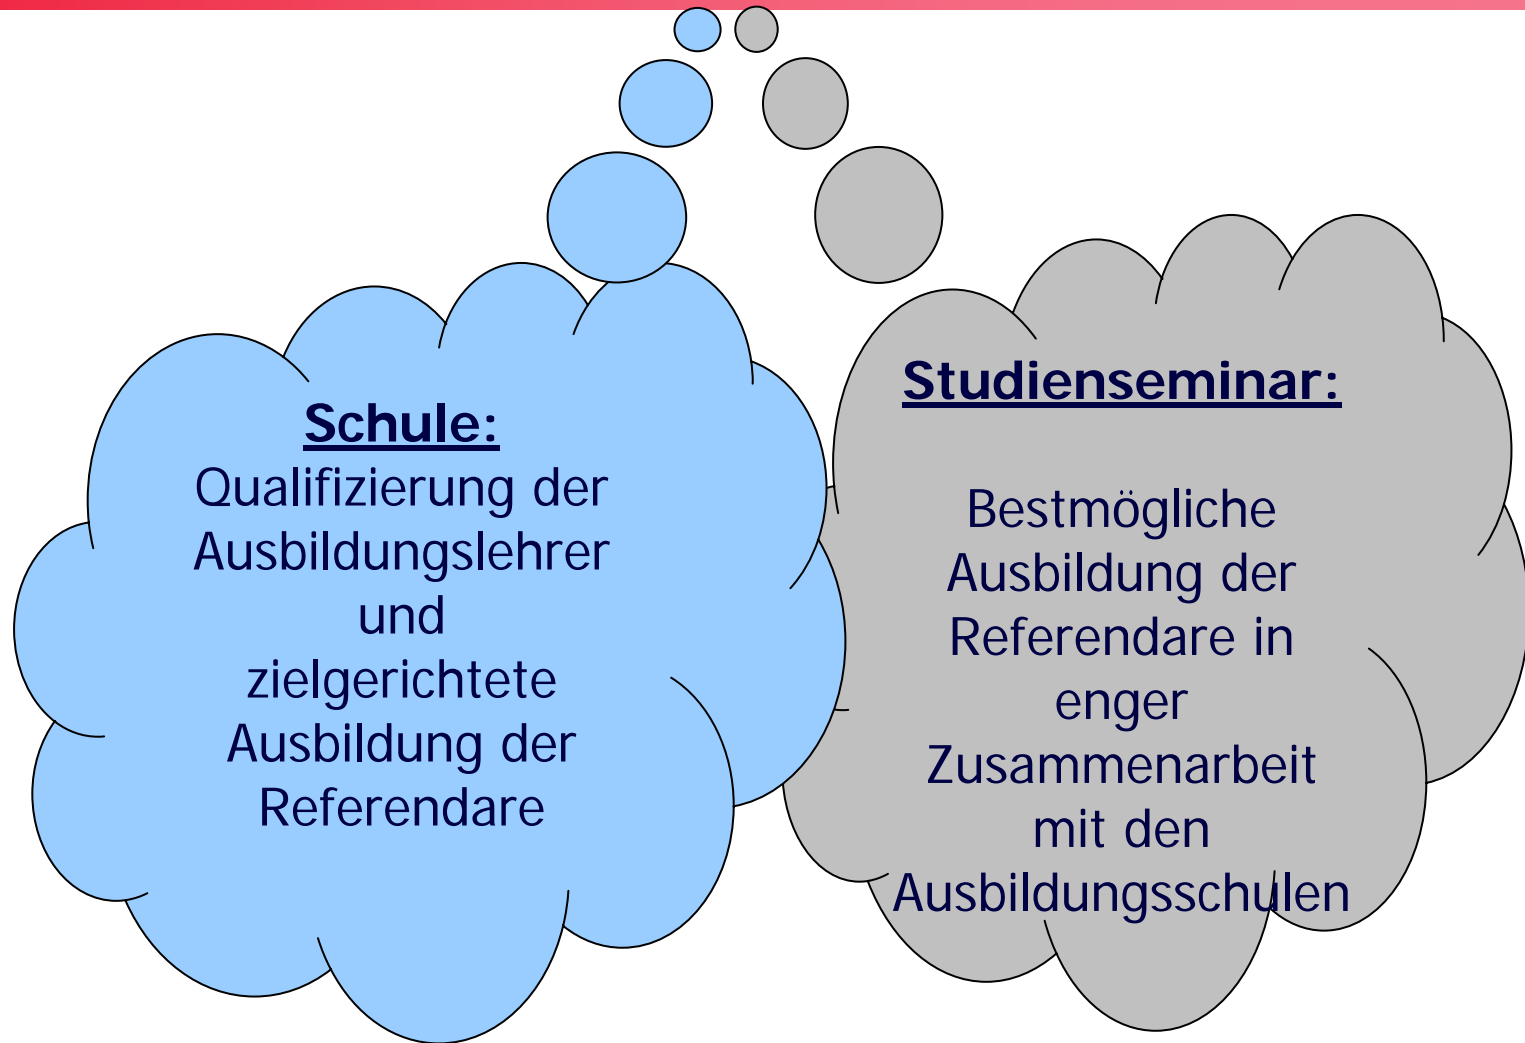 Schule:
Qualifizierung der
Ausbildungslehrer
und
zielgerichtete
Ausbildung der
Referendare
Studienseminar:
Bestmögliche
Ausbildung der
Referendare in
enger
Zusammenarbeit
mit den
Ausbildungsschulen